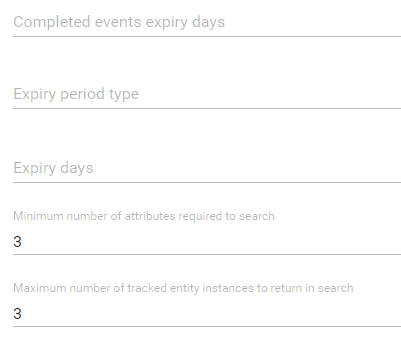 Completed events expiry days
Expiry period type
Expiry days
Minimum number of attributes required to search
3
Maximum number of tracked entity instances to return in search
3